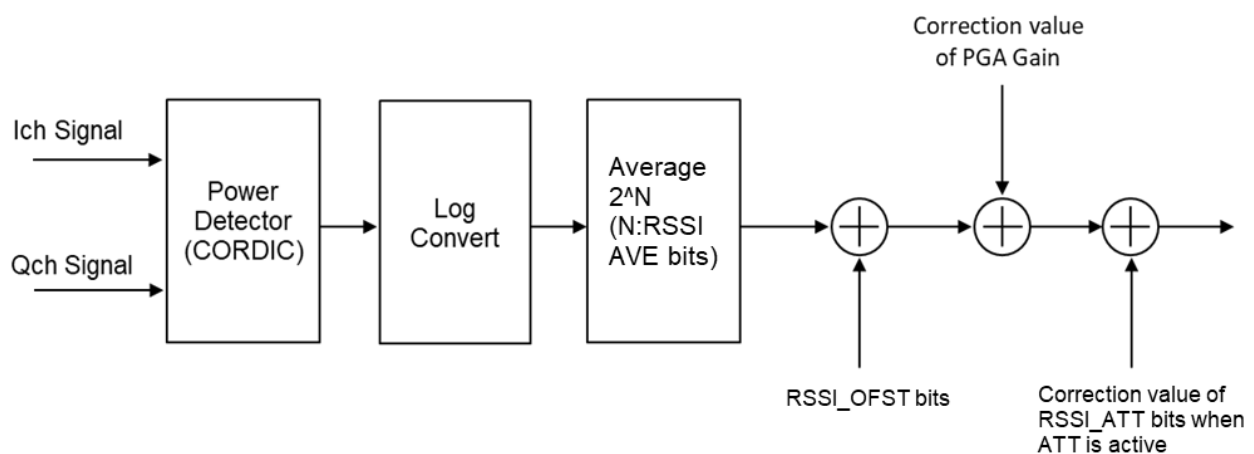 Correction value
of PGA Gain
Ich Signal
Qch Signal
Power
Detector
(CORDIC)
Log
Convert
Average
2^N
(N:RSSI
AVE bits)
RSSI_OFST bits
Correction value of
RSSI_ATT bits when
ATT is active